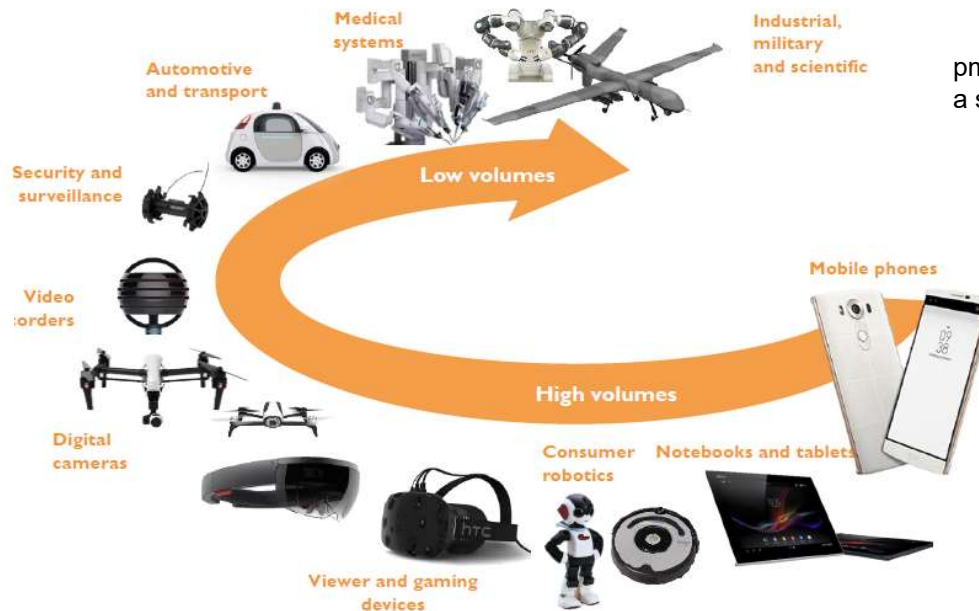 Medical
systems
Industrial,
military
and scientific
Automotive
and transport
Security and
surveillance
Low volumes
Mobile phones
Video
corders
High volumes
Digital
cameras
Consumer
robotics
Notebooks and tablets
hTC
Viewer and gaming
devices